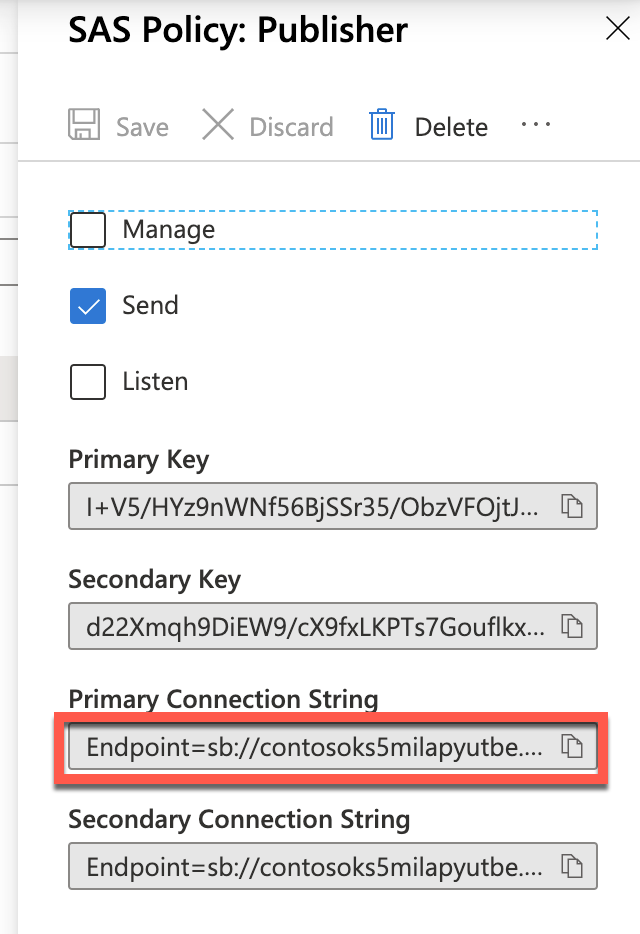 SAS Policy: Publisher
Save Discard Delete ...
Manage
Send
Listen
Primary Key
I+V5/HYz9nWNf56BjSSr35/ObzVFOjtJ...
Secondary Key
d22Xmqh9DiEW9/cX9fxLKPTs7Gouflkx...
Primary Connection String
Endpoint=sb://contosoks5milapyutbe....
Secondary Connection String
Endpoint=sb://contosoks5milapyutbe....